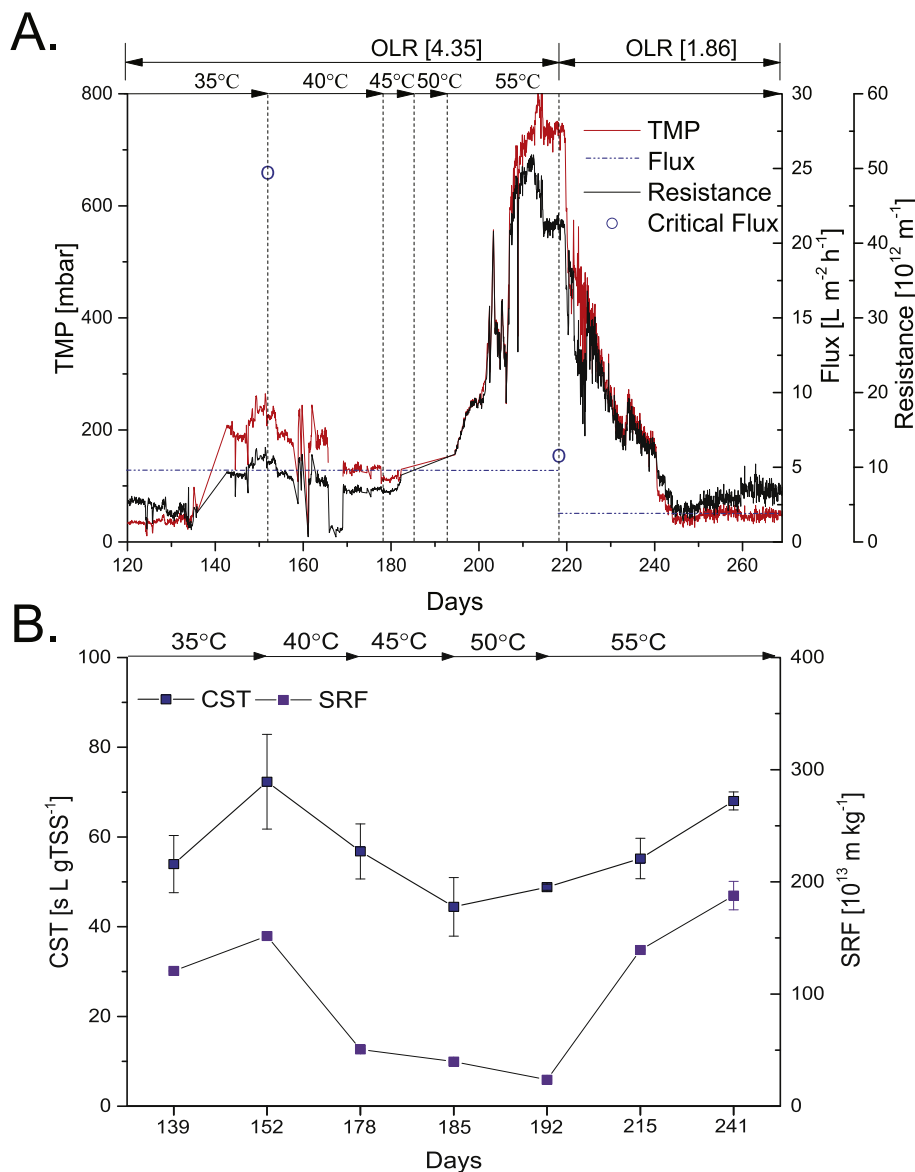 A.
OLR [4.35] OLR [1.86]
35°C 40°C 45°C 50°C 55°C
800 30 60
TMP
Flux
Resistance
Critical Flux
600 25 50
20 40
400 15 30
10 20
200 5 10
0 0 0
TMP [mbar]
Flux [L m⁻² h⁻¹]
Resistance [10¹² m⁻¹]
120 140 160 180 200 220 240 260
Days
B.
35°C 40°C 45°C 50°C 55°C
100 400
CST SRF
80 300
60 200
40
20 100
0 0
CST [s L gTSS⁻¹]
SRF [10¹³ m kg⁻¹]
139 152 178 185 192 215 241
Days